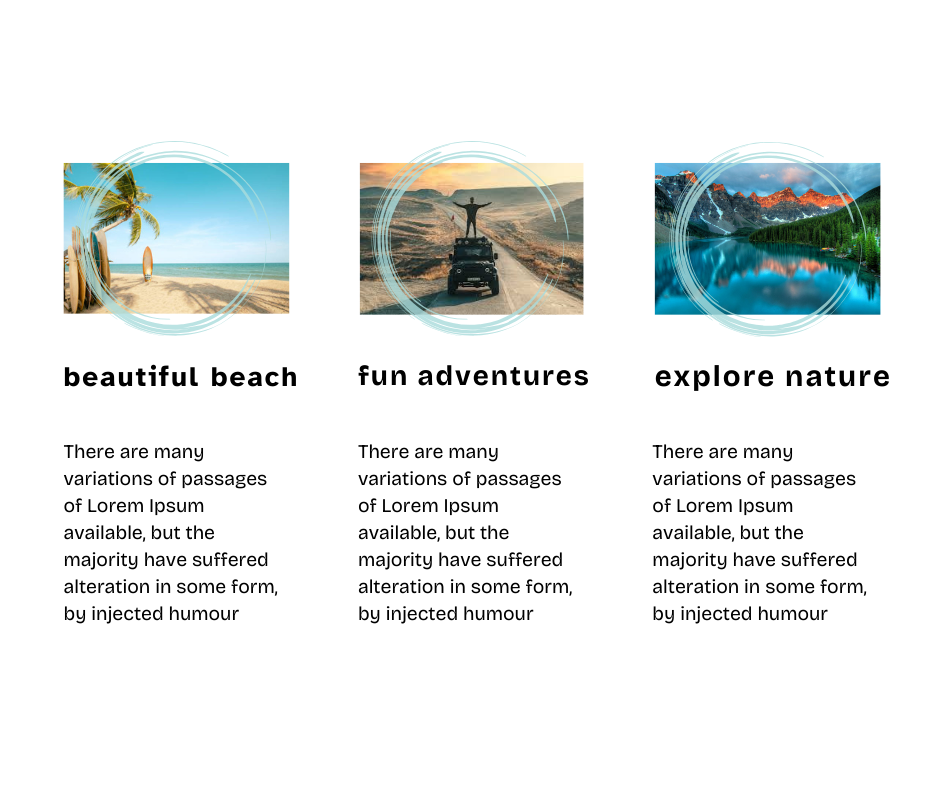 beautiful beach
There are many
variations of passages
of Lorem Ipsum
available, but the
majority have suffered
alteration in some form,
by injected humour
fun adventures
There are many
variations of passages
of Lorem Ipsum
available, but the
majority have suffered
alteration in some form,
by injected humour
explore nature
There are many
variations of passages
of Lorem Ipsum
available, but the
majority have suffered
alteration in some form,
by injected humour